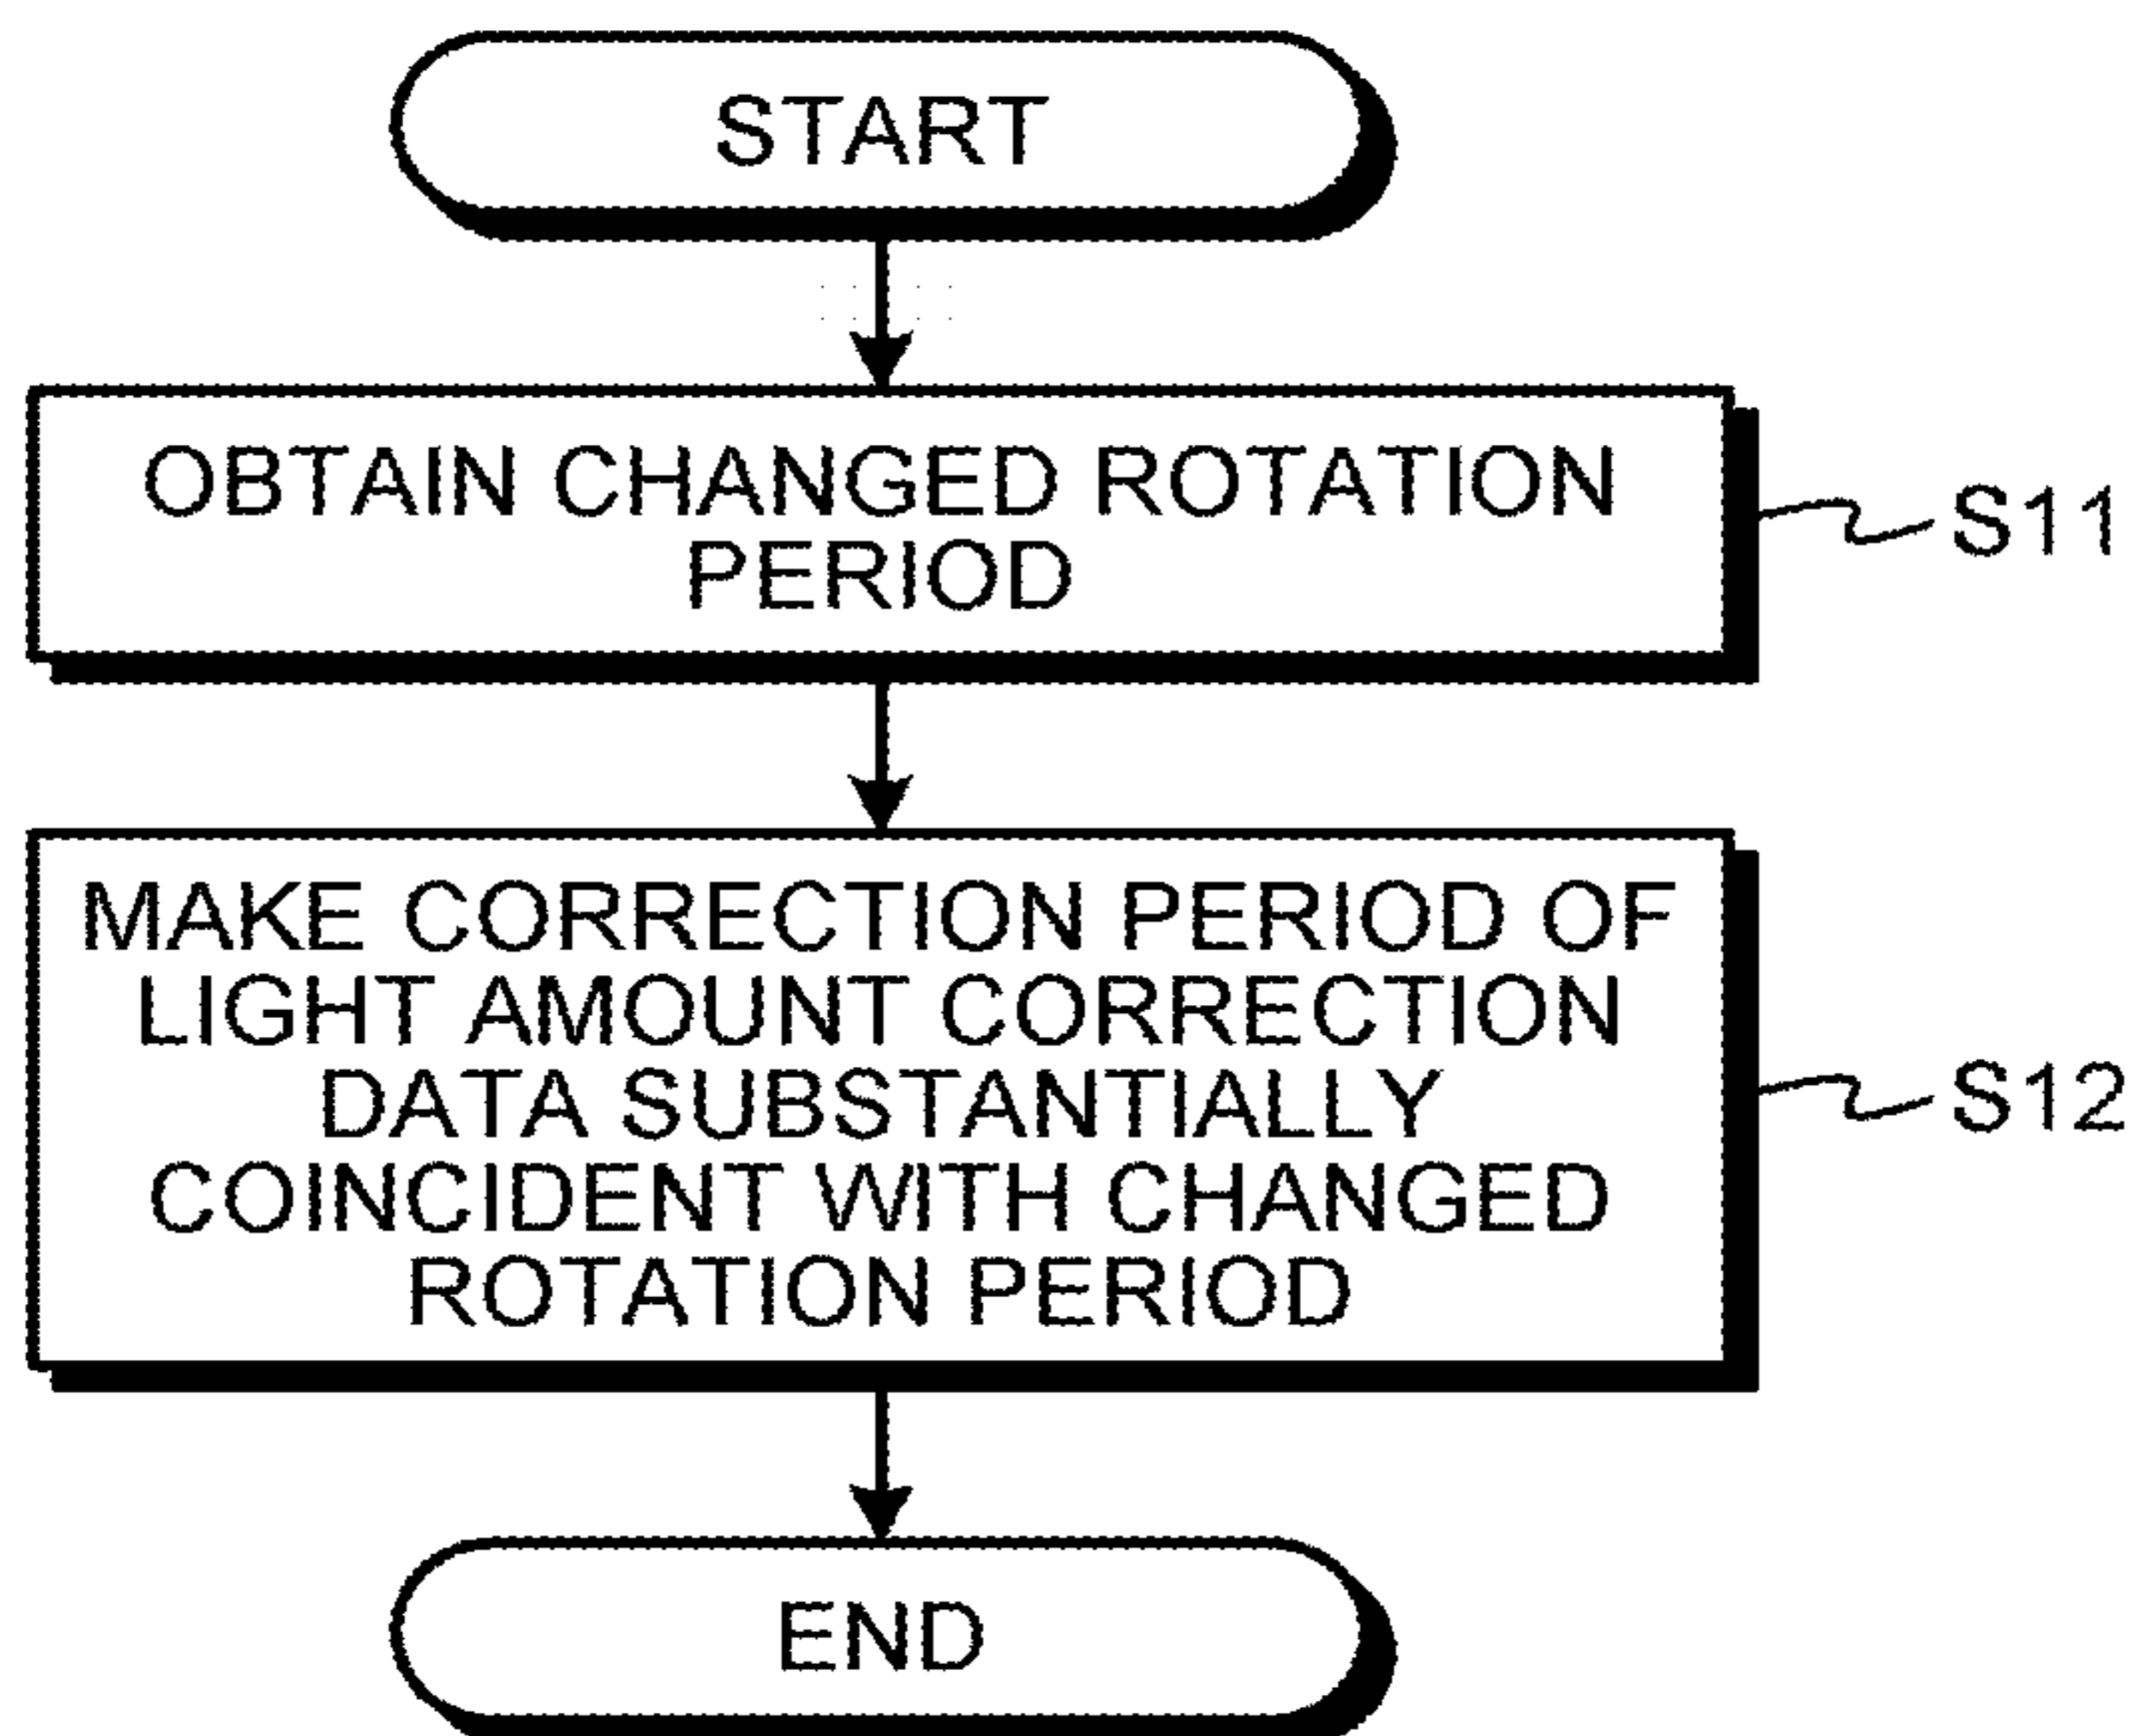 START
OBTAIN CHANGED ROTATION
PERIOD
S11
MAKE CORRECTION PERIOD OF
LIGHT AMOUNT CORRECTION
DATA SUBSTANTIALLY
COINCIDENT WITH CHANGED
ROTATION PERIOD
S12
END